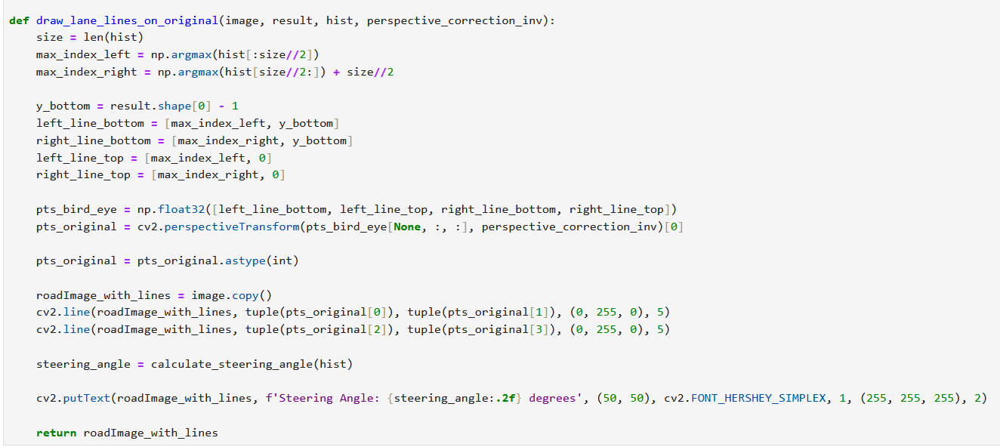 def draw_lane_lines_on_original(image, result, hist, perspective_correction_inv):
    size = len(hist)
    max_index_left = np.argmax(hist[:size//2])
    max_index_right = np.argmax(hist[size//2:]) + size//2

    y_bottom = result.shape[0] - 1
    left_line_bottom = [max_index_left, y_bottom]
    right_line_bottom = [max_index_right, y_bottom]
    left_line_top = [max_index_left, 0]
    right_line_top = [max_index_right, 0]

    pts_bird_eye = np.float32([left_line_bottom, left_line_top, right_line_bottom, right_line_top])
    pts_original = cv2.perspectiveTransform(pts_bird_eye[None, :, :], perspective_correction_inv)[0]

    pts_original = pts_original.astype(int)

    roadImage_with_lines = image.copy()
    cv2.line(roadImage_with_lines, tuple(pts_original[0]), tuple(pts_original[1]), (0, 255, 0), 5)
    cv2.line(roadImage_with_lines, tuple(pts_original[2]), tuple(pts_original[3]), (0, 255, 0), 5)

    steering_angle = calculate_steering_angle(hist)

    cv2.putText(roadImage_with_lines, f'Steering Angle: {steering_angle:.2f} degrees', (50, 50), cv2.FONT_HERSHEY_SIMPLEX, 1, (255, 255, 255), 2)

    return roadImage_with_lines